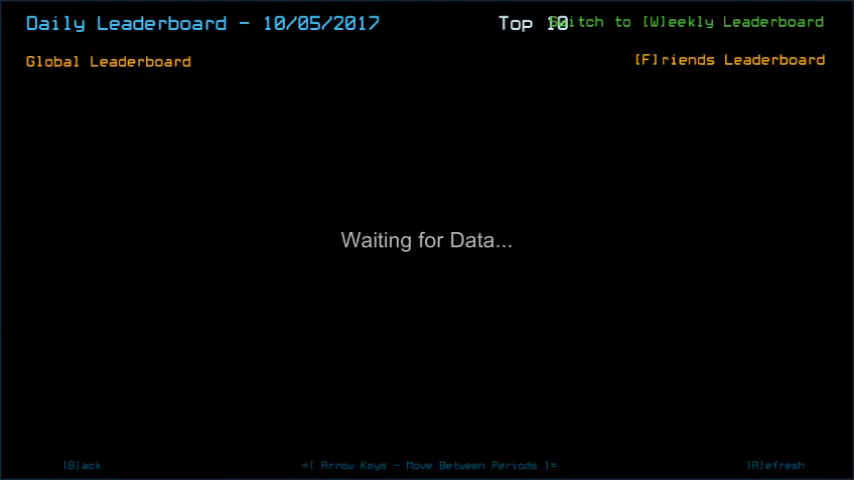 Daily Leaderboard - 10/05/2017
Top 10
Switch to [W]eekly Leaderboard
Global Leaderboard
[F]riends Leaderboard
Waiting for Data...
[B]ack
=[ Arrow Keys - Move Between Periods ]=
[R]efresh